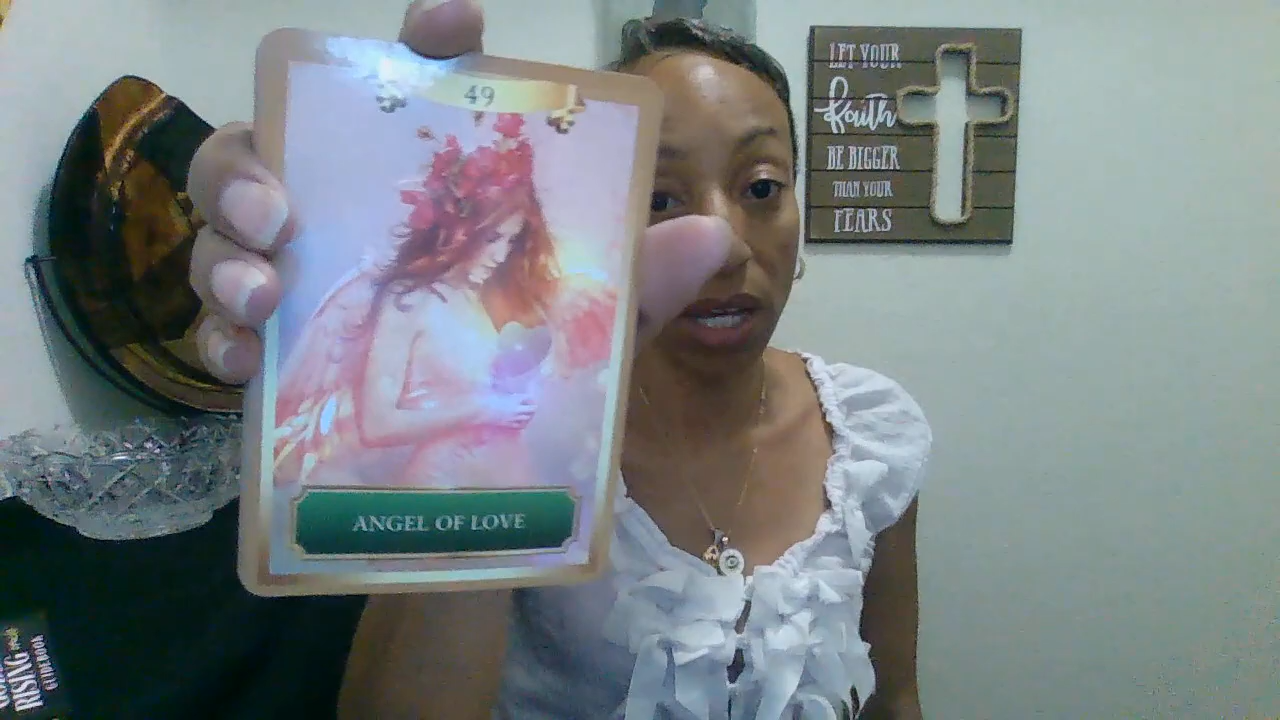 49
ANGEL OF LOVE
LET YOUR
faith
BE BIGGER
THAN YOUR
FEARS